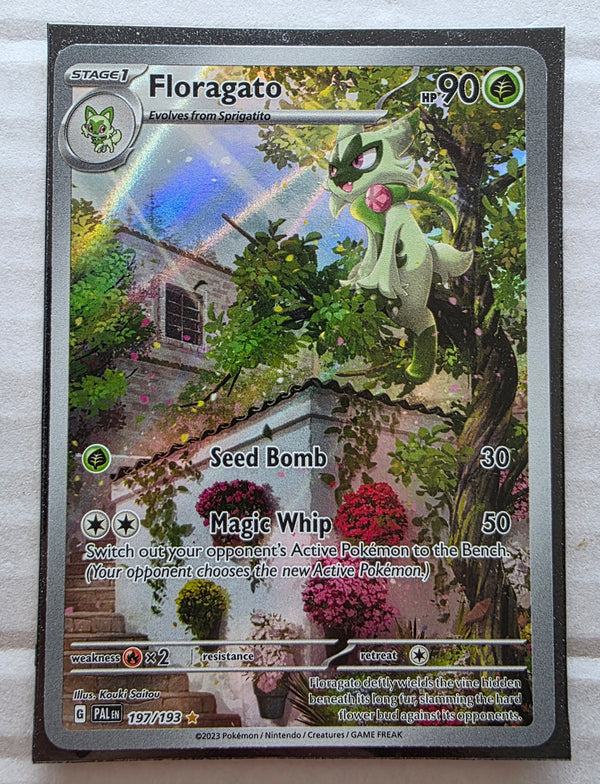 STAGE 1
Floragato
HP 90
Evolves from Sprigatito
Seed Bomb 30
Magic Whip 50
Switch out your opponent's Active Pokémon to the Bench.
(Your opponent chooses the new Active Pokémon.)
weakness ×2 resistance retreat
Illus. Kouki Saitou
G PAL EN 197/193
Floragato deftly wields the vine hidden
beneath its long fur, slamming the hard
flower bud against its opponents.
©2023 Pokémon / Nintendo / Creatures / GAME FREAK